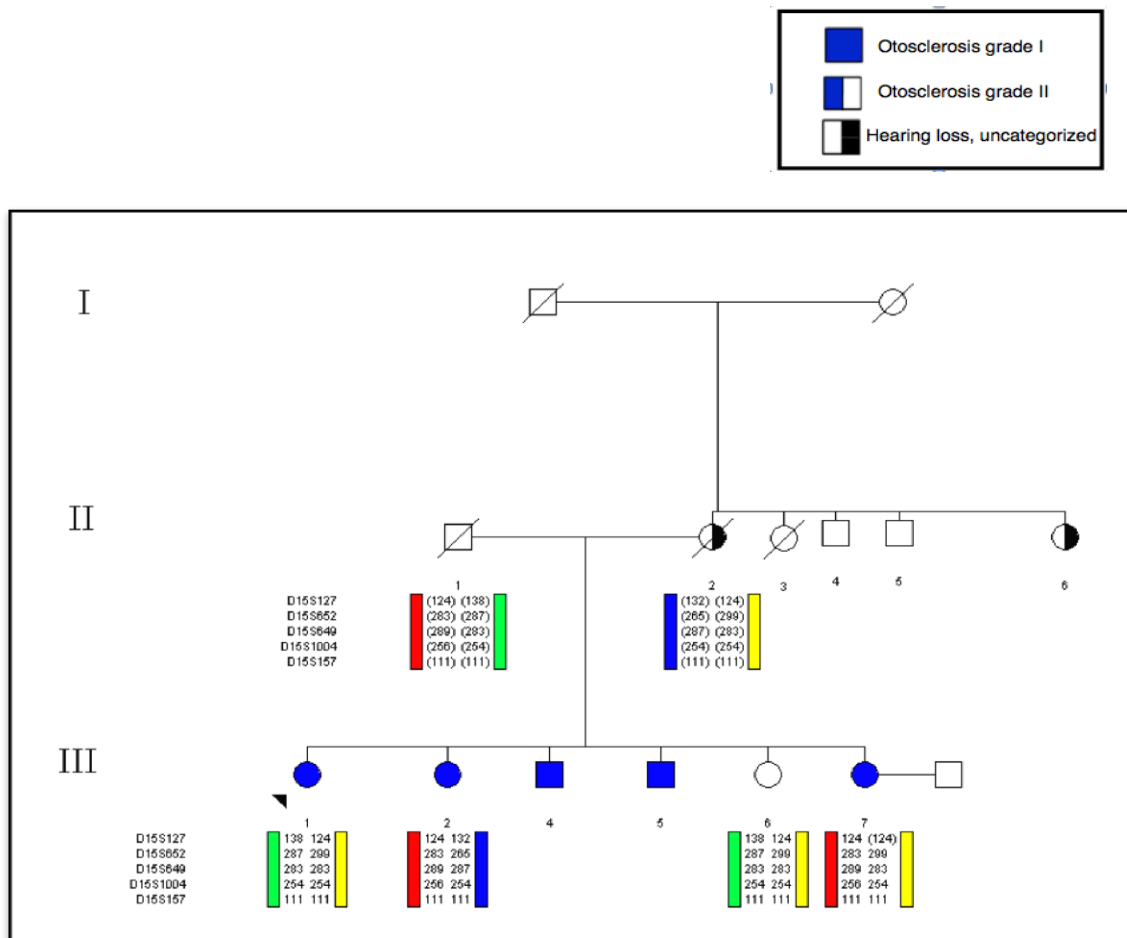 Otosclerosis grade I
Otosclerosis grade II
Hearing loss, uncategorized
I
II
1 2 3 4 5 6
D15S127 (124) (138) (132) (124)
D15S652 (283) (287) (265) (299)
D15S649 (289) (283) (287) (283)
D15S1004 (256) (254) (254) (254)
D15S157 (111) (111) (111) (111)
III
1 2 4 5 6 7
D15S127 138 124 124 132 138 124 124 (124)
D15S652 287 299 283 265 287 299 283 299
D15S649 283 283 289 287 283 283 289 283
D15S1004 254 254 256 254 254 254 256 254
D15S157 111 111 111 111 111 111 111 111